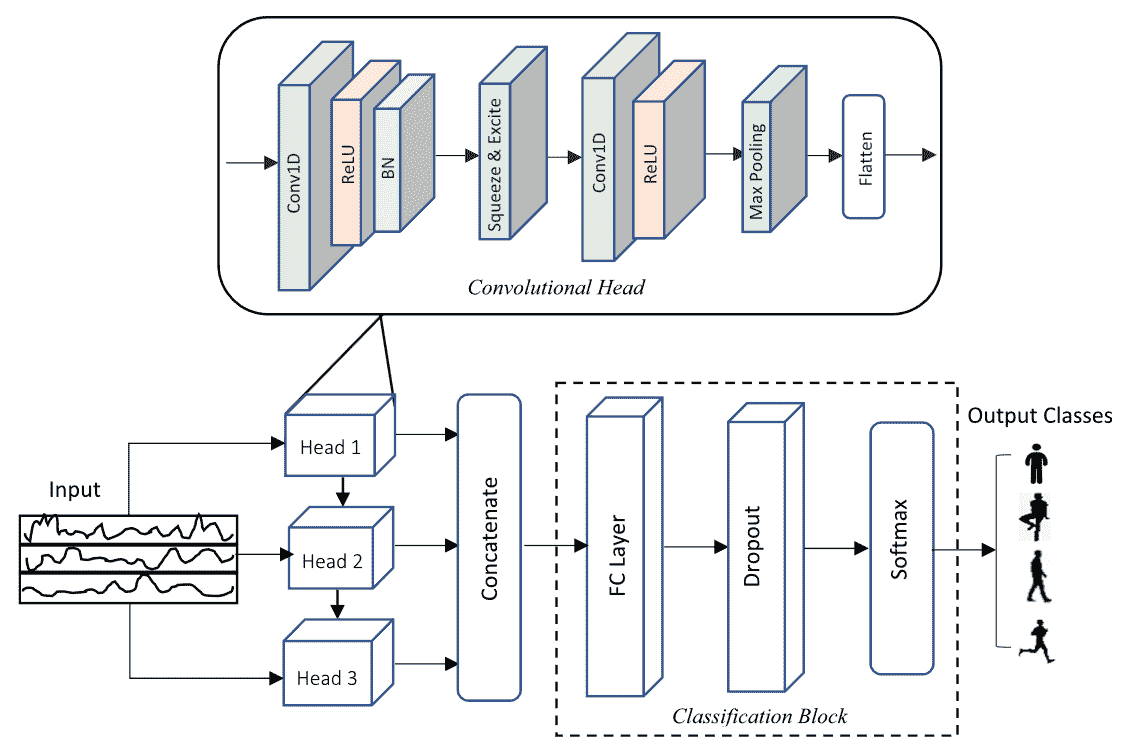 Conv1D
ReLU
BN
Squeeze & Excite
Conv1D
ReLU
Max Pooling
Flatten
Convolutional Head
Input
Head 1
Head 2
Head 3
Concatenate
FC Layer
Dropout
Softmax
Classification Block
Output Classes